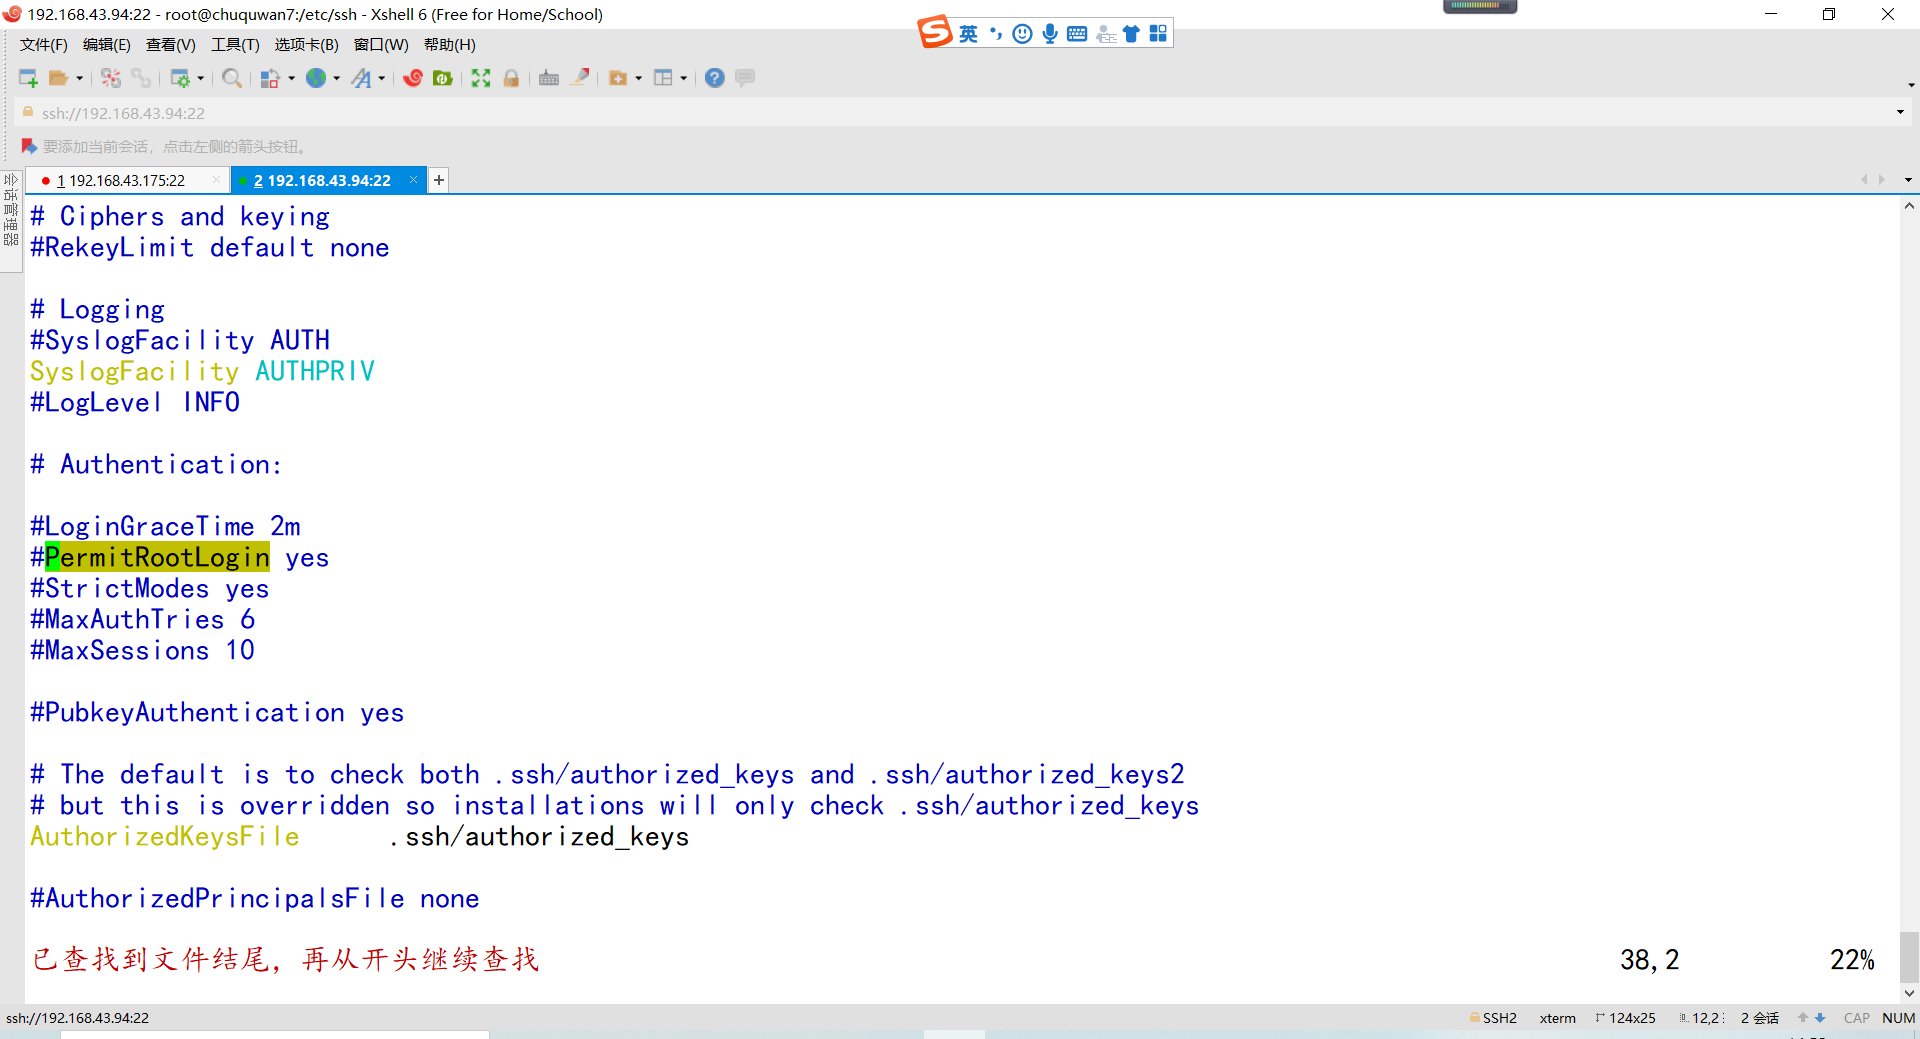 192.168.43.94:22 - root@chuquwan7:/etc/ssh - Xshell 6 (Free for Home/School)
英
文件(F) 编辑(E) 查看(V) 工具(T) 选项卡(B) 窗口(W) 帮助(H)
ssh://192.168.43.94:22
要添加当前会话，点击左侧的箭头按钮。
会话管理器
1 192.168.43.175:22 2 192.168.43.94:22
# Ciphers and keying
#RekeyLimit default none
# Logging
#SyslogFacility AUTH
SyslogFacility AUTHPRIV
#LogLevel INFO
# Authentication:
#LoginGraceTime 2m
#PermitRootLogin yes
#StrictModes yes
#MaxAuthTries 6
#MaxSessions 10
#PubkeyAuthentication yes
# The default is to check both .ssh/authorized_keys and .ssh/authorized_keys2
# but this is overridden so installations will only check .ssh/authorized_keys
AuthorizedKeysFile .ssh/authorized_keys
#AuthorizedPrincipalsFile none
已查找到文件结尾，再从开头继续查找 38,2 22%
ssh://192.168.43.94:22 SSH2 xterm 124x25 12,2 2 会话 CAP NUM